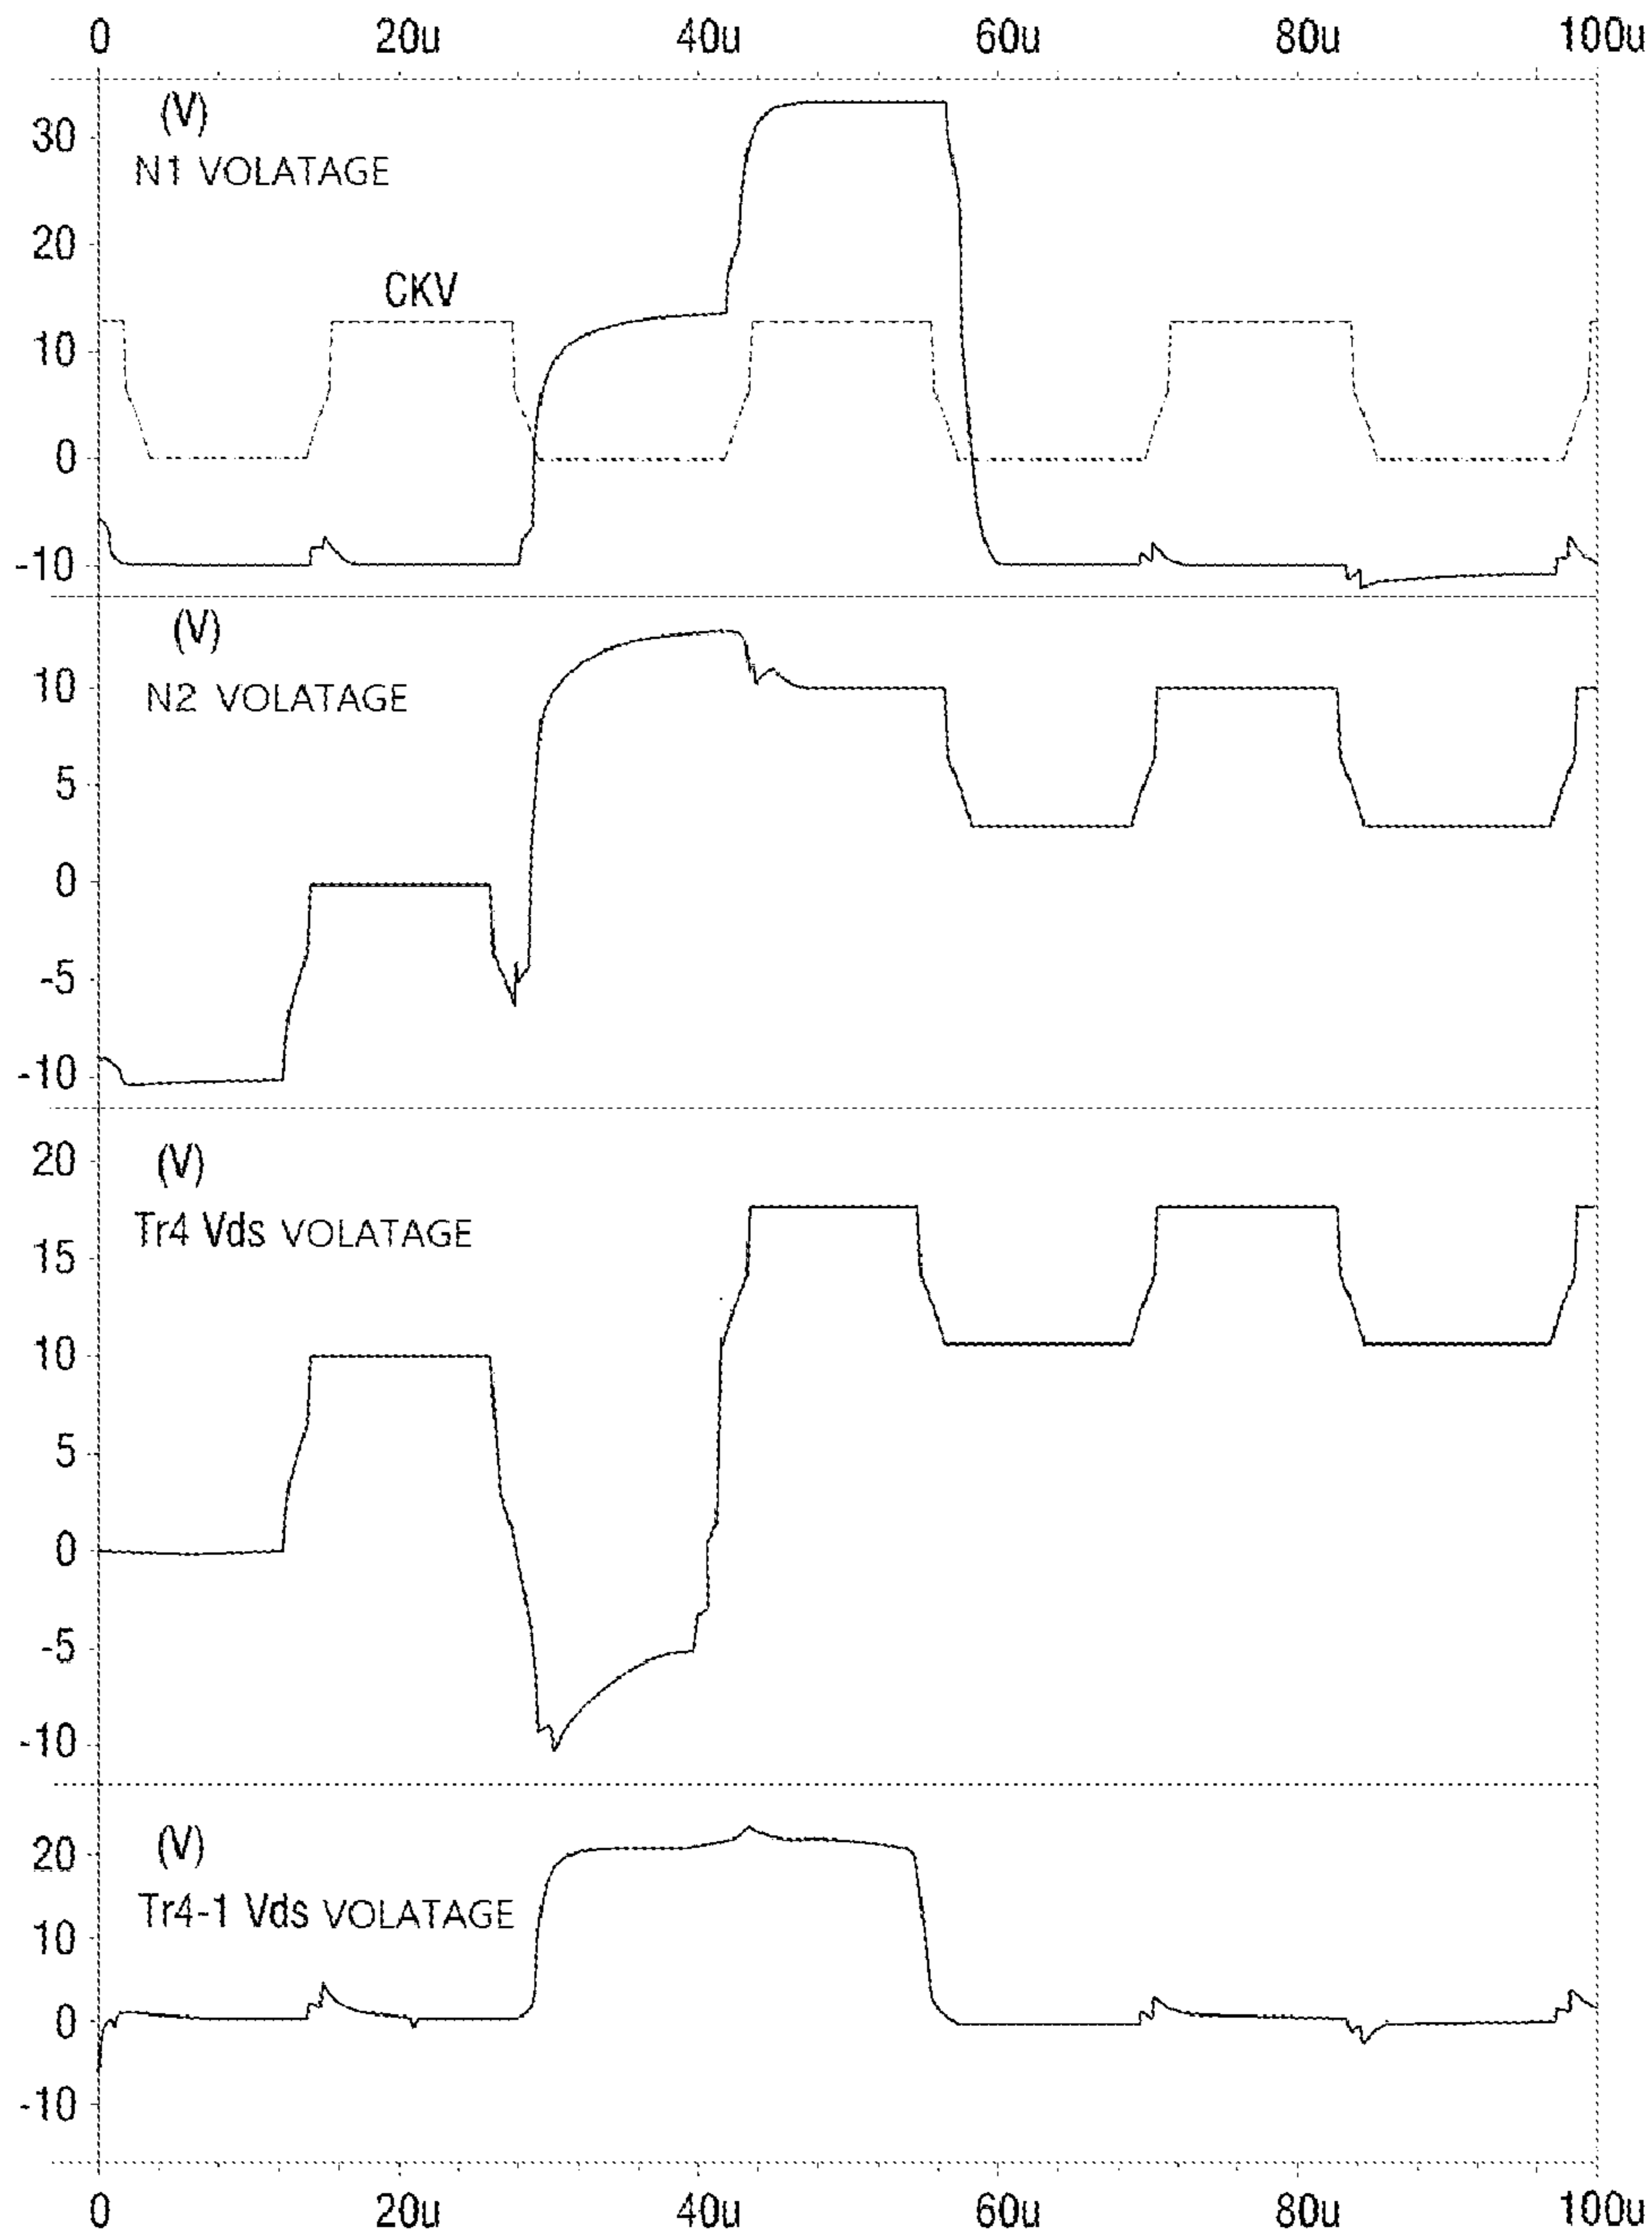 0 20u 40u 60u 80u 100u
(V)
30
N1 VOLATAGE
20
CKV
10
0
-10
(V)
N2 VOLATAGE
10
5
0
-5
-10
20
(V)
Tr4 Vds VOLATAGE
15
10
5
0
-5
-10
(V)
20
Tr4-1 Vds VOLATAGE
10
0
-10
0 20u 40u 60u 80u 100u